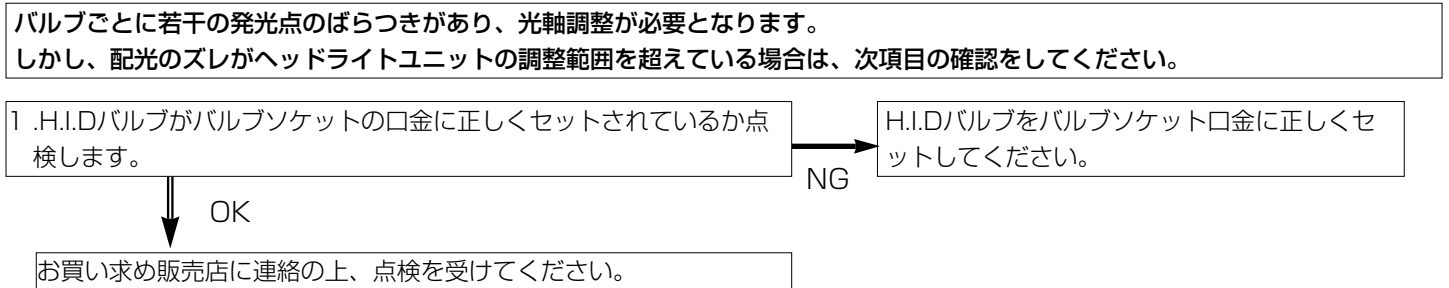 バルブごとに若干の発光点のばらつきがあり、光軸調整が必要となります。
しかし、配光のズレがヘッドライトユニットの調整範囲を超えている場合は、次項目の確認をしてください。
1 .H.I.Dバルブがバルブソケットの口金に正しくセットされているか点
検します。
NG
H.I.Dバルブをバルブソケット口金に正しくセ
ットしてください。
OK
お買い求め販売店に連絡の上、点検を受けてください。